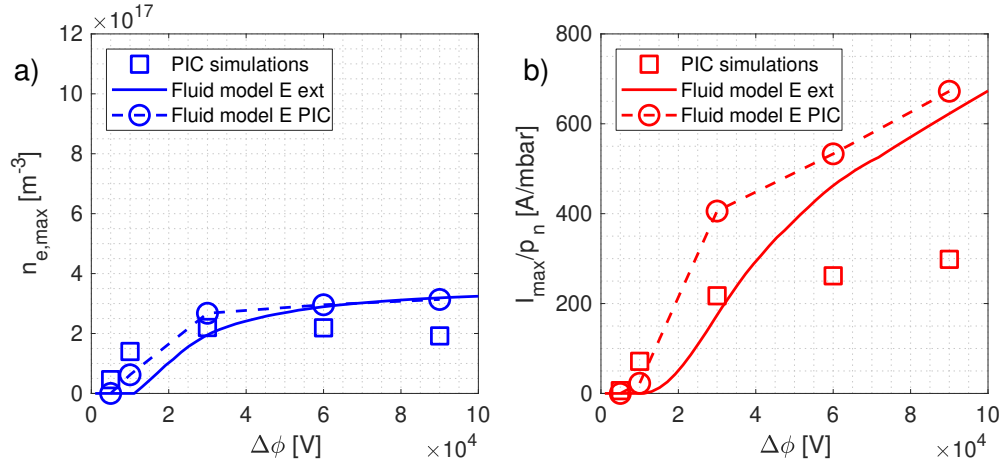 ×10^17
a)
12
10
8
6
4
2
0
n_e,max [m^-3]
PIC simulations
Fluid model E ext
Fluid model E PIC
0 2 4 6 8 10
Δϕ [V]
×10^4
b)
800
600
400
200
0
I_max/p_n [A/mbar]
PIC simulations
Fluid model E ext
Fluid model E PIC
0 2 4 6 8 10
Δϕ [V]
×10^4